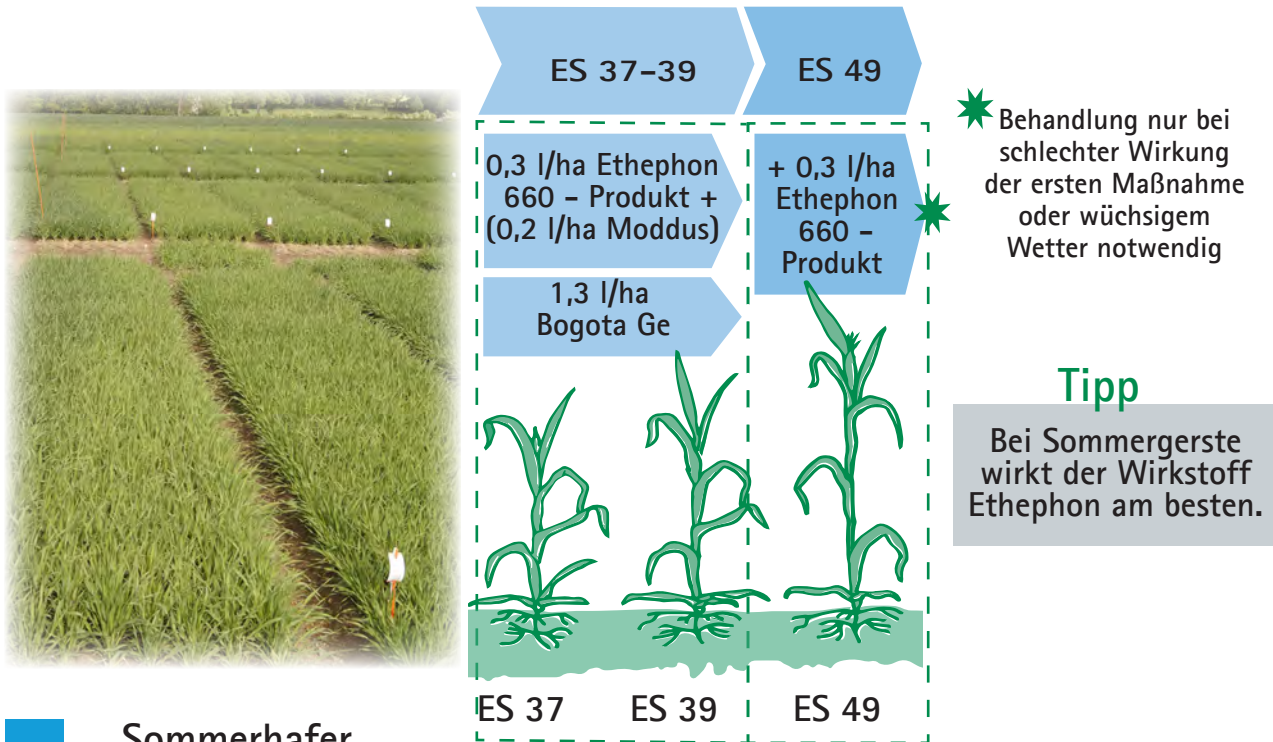 ES 37–39
ES 49
0,3 l/ha Ethephon
660 – Produkt +
(0,2 l/ha Moddus)
+ 0,3 l/ha
Ethephon
660 –
Produkt
1,3 l/ha
Bogota Ge
Behandlung nur bei
schlechter Wirkung
der ersten Maßnahme
oder wüchsigem
Wetter notwendig
Tipp
Bei Sommergerste
wirkt der Wirkstoff
Ethephon am besten.
ES 37
ES 39
ES 49
Sommerhafer